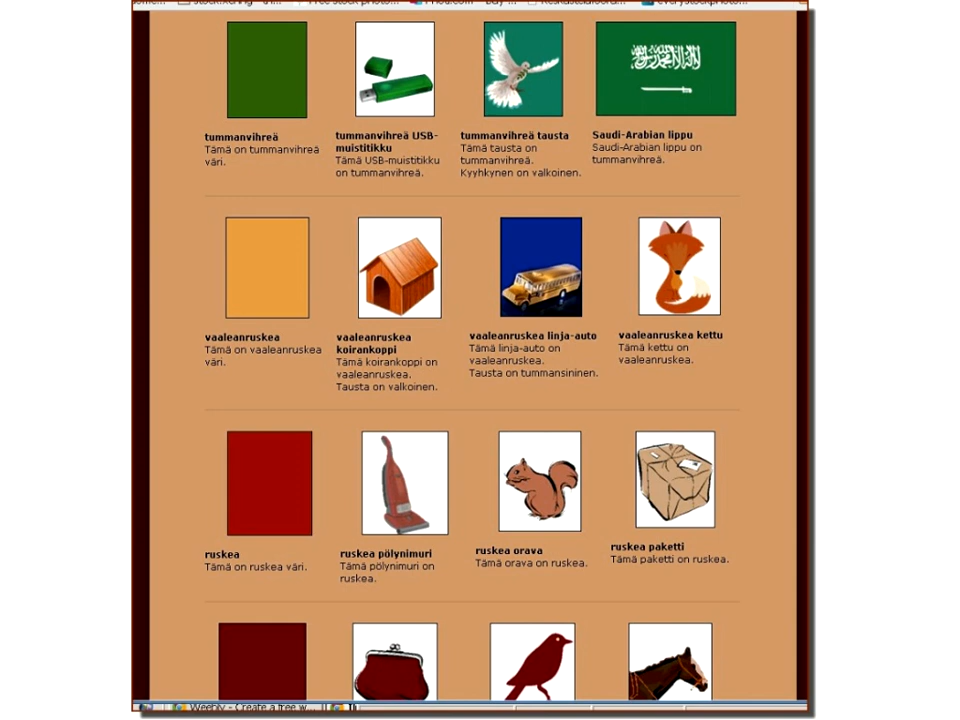 tummanvihreä
Tämä on tummanvihreä
väri.
tummanvihreä USB-
muistitikku
Tämä USB-muistitikku
on tummanvihreä.
tummanvihreä tausta
Tämä tausta on
tummanvihreä.
Kyyhkynen on valkoinen.
Saudi-Arabian lippu
Saudi-Arabian lippu on
tummanvihreä.
vaaleanruskea
Tämä on vaaleanruskea
väri.
vaaleanruskea
koirankoppi
Tämä koirankoppi on
vaaleanruskea.
Tausta on valkoinen.
vaaleanruskea linja-auto
Tämä linja-auto on
vaaleanruskea.
Tausta on tummansininen.
vaaleanruskea kettu
Tämä kettu on
vaaleanruskea.
ruskea
Tämä on ruskea väri.
ruskea pölynimuri
Tämä pölynimuri on
ruskea.
ruskea orava
Tämä orava on ruskea.
ruskea paketti
Tämä paketti on ruskea.
Weebly - Create a free w...